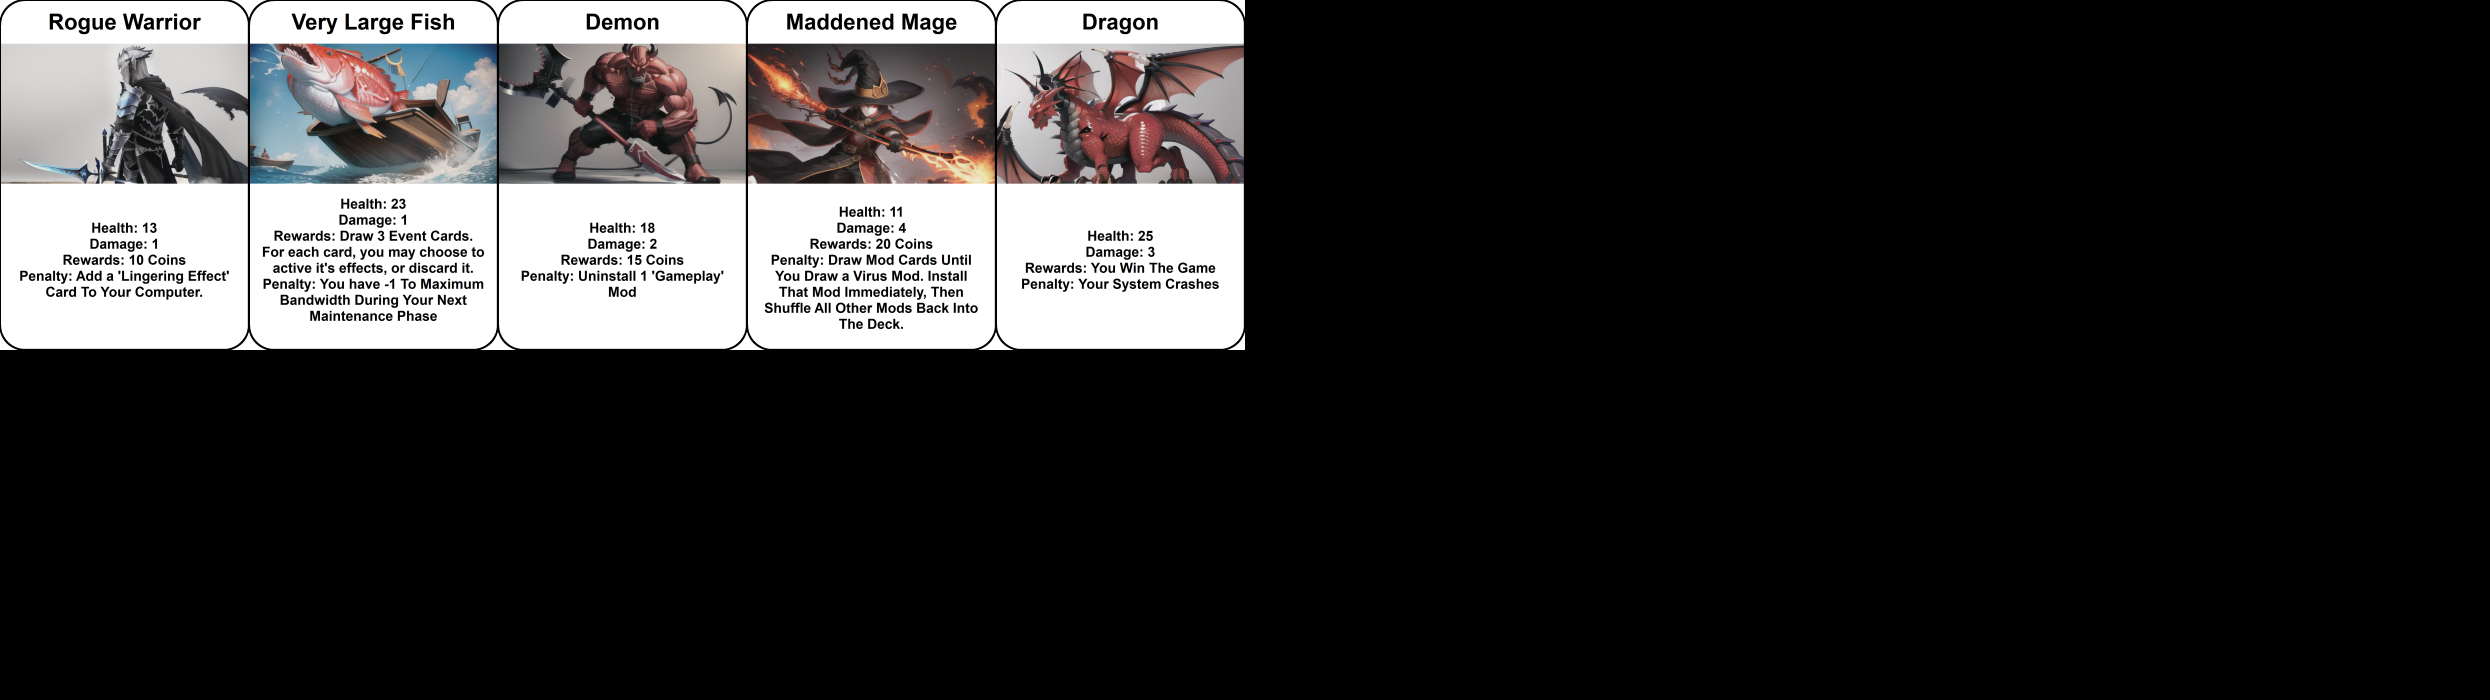 Rogue Warrior
Health: 13
Damage: 1
Rewards: 10 Coins
Penalty: Add a 'Lingering Effect'
Card To Your Computer.
Very Large Fish
Health: 23
Damage: 1
Rewards: Draw 3 Event Cards.
For each card, you may choose to
active it's effects, or discard it.
Penalty: You have -1 To Maximum
Bandwidth During Your Next
Maintenance Phase
Demon
Health: 18
Damage: 2
Rewards: 15 Coins
Penalty: Uninstall 1 'Gameplay'
Mod
Maddened Mage
Health: 11
Damage: 4
Rewards: 20 Coins
Penalty: Draw Mod Cards Until
You Draw a Virus Mod. Install
That Mod Immediately, Then
Shuffle All Other Mods Back Into
The Deck.
Dragon
Health: 25
Damage: 3
Rewards: You Win The Game
Penalty: Your System Crashes